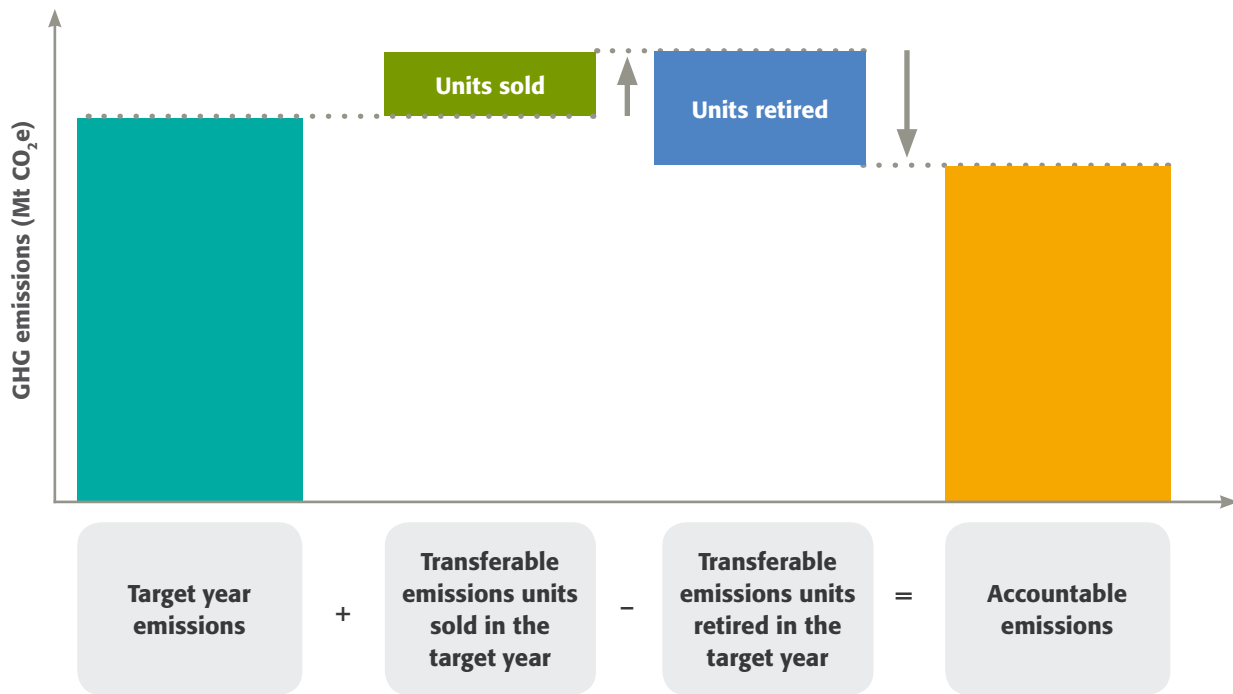 GHG emissions (Mt CO₂e)
Units sold
Units retired
Target year
emissions
+
Transferable
emissions units
sold in the
target year
–
Transferable
emissions units
retired in the
target year
=
Accountable
emissions